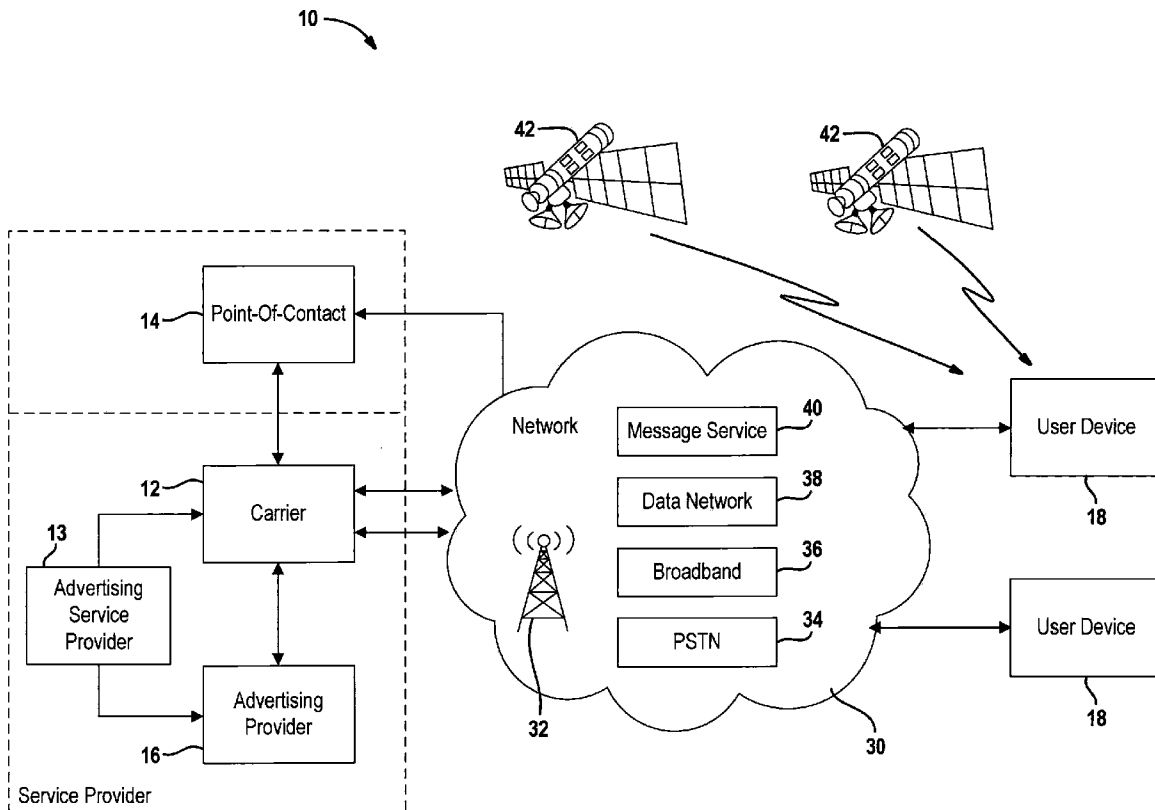 10
42
42
14
Point-Of-Contact
Network
Message Service
40
User Device
18
12
Carrier
Data Network
38
13
Advertising
Service
Provider
Broadband
36
32
PSTN
34
User Device
18
Advertising
Provider
16
30
Service Provider